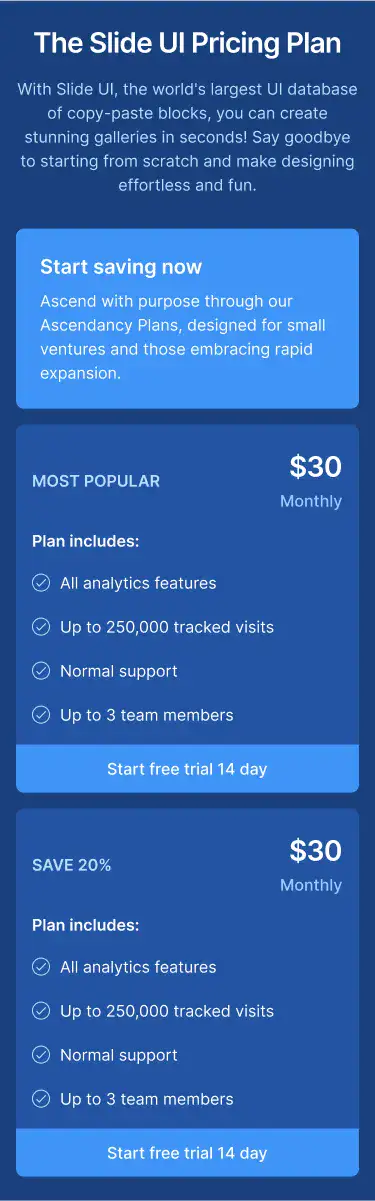 The Slide UI Pricing Plan
With Slide UI, the world's largest UI database
of copy-paste blocks, you can create
stunning galleries in seconds! Say goodbye
to starting from scratch and make designing
effortless and fun.
Start saving now
Ascend with purpose through our
Ascendancy Plans, designed for small
ventures and those embracing rapid
expansion.
MOST POPULAR
$30
Monthly
Plan includes:
All analytics features
Up to 250,000 tracked visits
Normal support
Up to 3 team members
Start free trial 14 day
SAVE 20%
$30
Monthly
Plan includes:
All analytics features
Up to 250,000 tracked visits
Normal support
Up to 3 team members
Start free trial 14 day